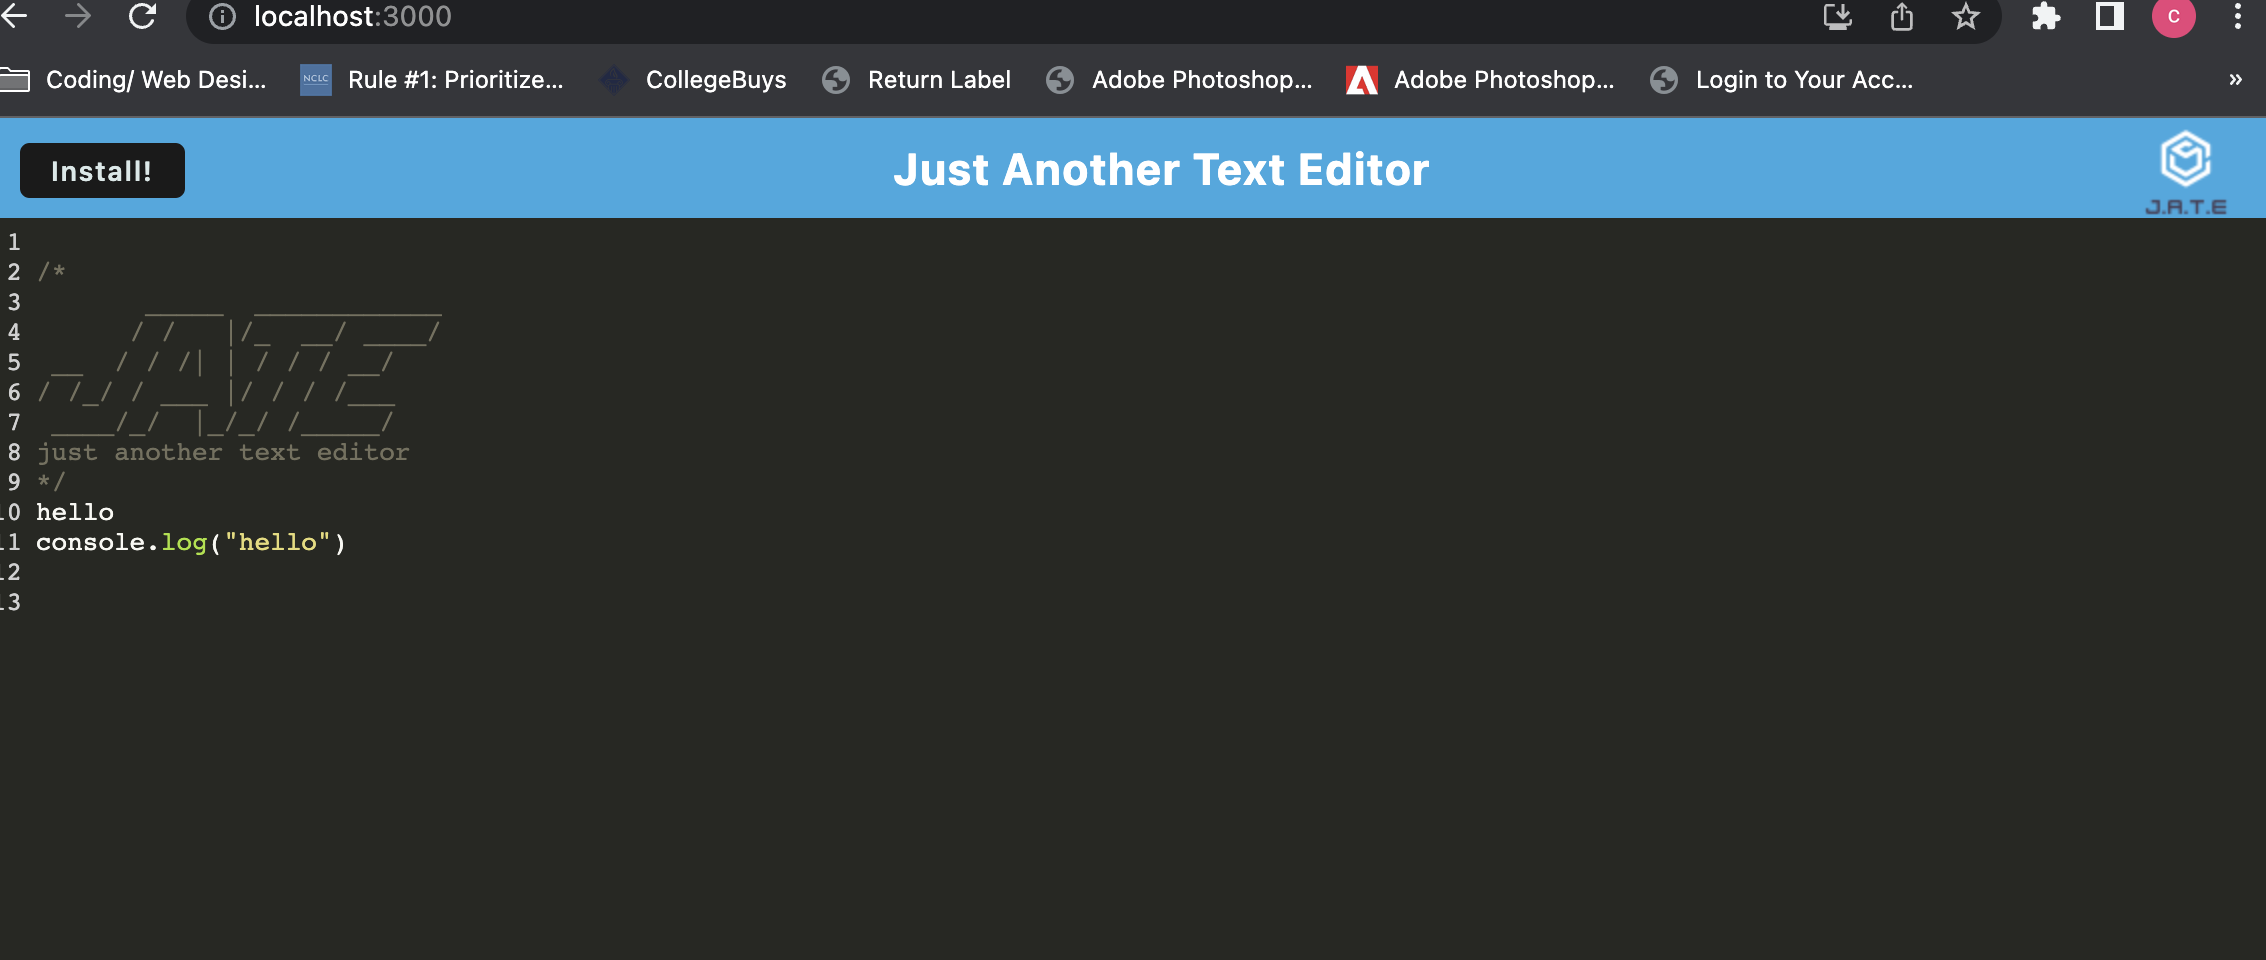 localhost:3000
C
Coding/ Web Desi...
NCLC
Rule #1: Prioritize...
CollegeBuys
Return Label
Adobe Photoshop...
Adobe Photoshop...
Login to Your Acc...
»
Install!
Just Another Text Editor
J.A.T.E
1
2 /*
3        _____  ____________
4       / /   |/_  __/ ____/
5  __  / / /| | / / / __/
6 / /_/ / ___ |/ / / /___
7  ____/_/  |_/_/ /_____/
8 just another text editor
9 */
10 hello
11 console.log("hello")
12
13